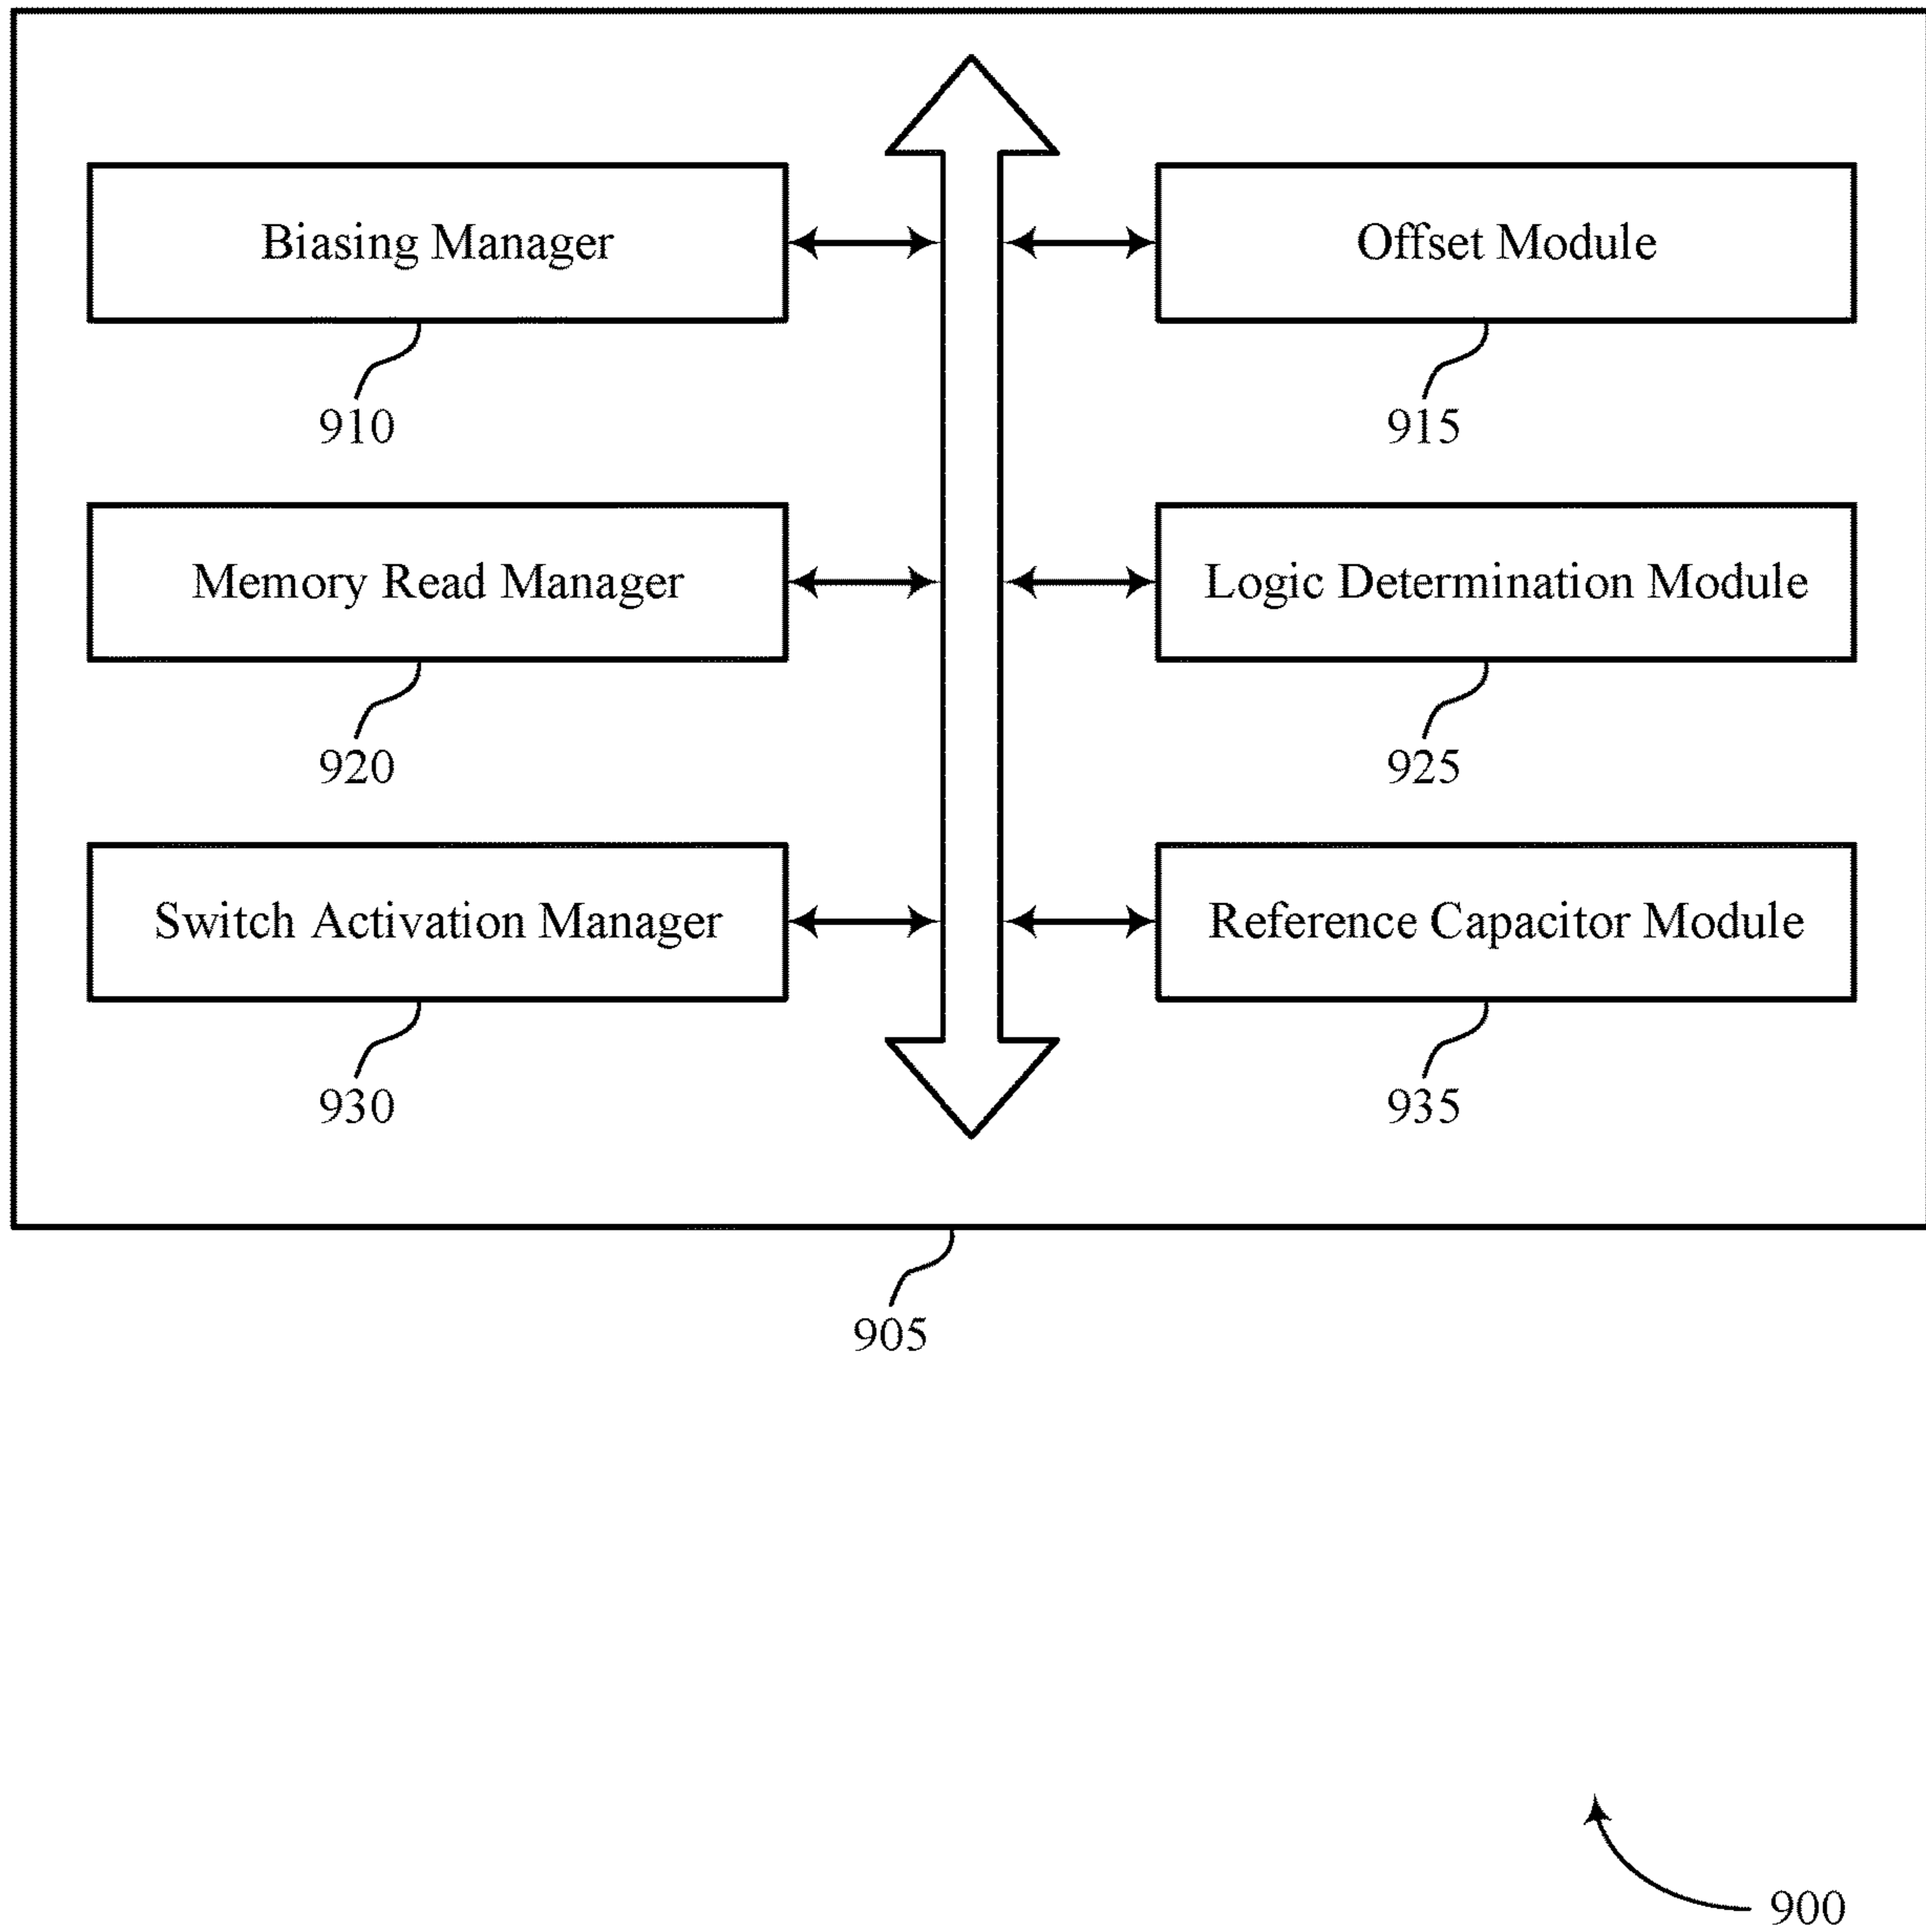 Biasing Manager
Offset Module
910
915
Memory Read Manager
Logic Determination Module
920
925
Switch Activation Manager
Reference Capacitor Module
930
935
905
900